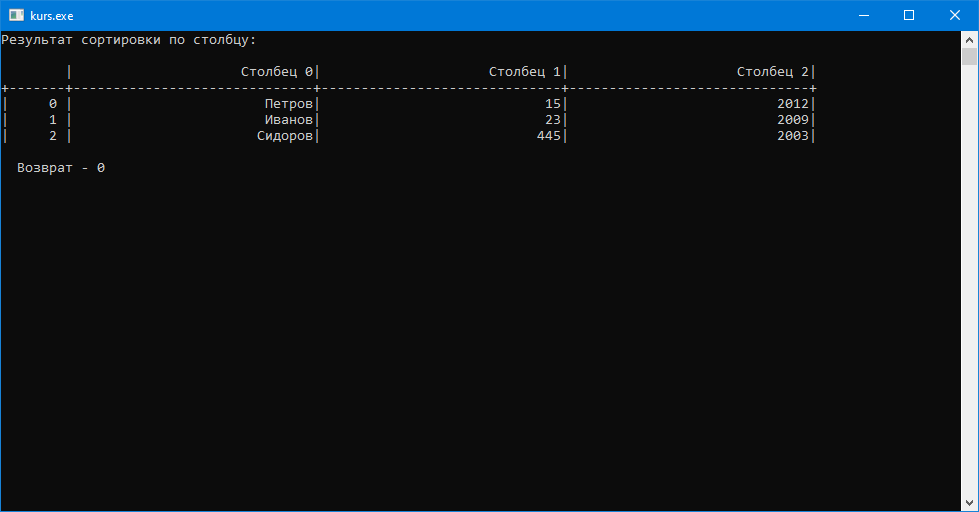 kurs.exe
Результат сортировки по столбцу:
| Столбец 0| Столбец 1| Столбец 2|
+-------+------------------------------+------------------------------+------------------------------+
| 0 | Петров| 15| 2012|
| 1 | Иванов| 23| 2009|
| 2 | Сидоров| 445| 2003|
Возврат - 0